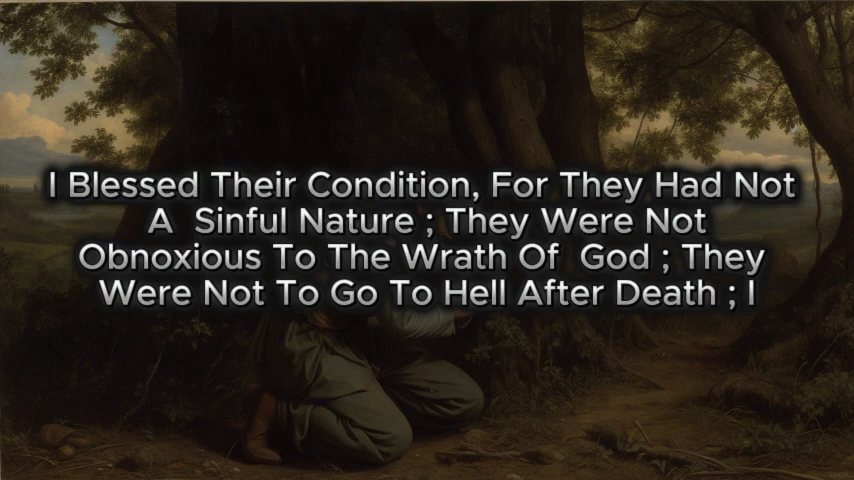 I Blessed Their Condition, For They Had Not
A  Sinful Nature ; They Were Not
Obnoxious To The Wrath Of  God ; They
Were Not To Go To Hell After Death ; I